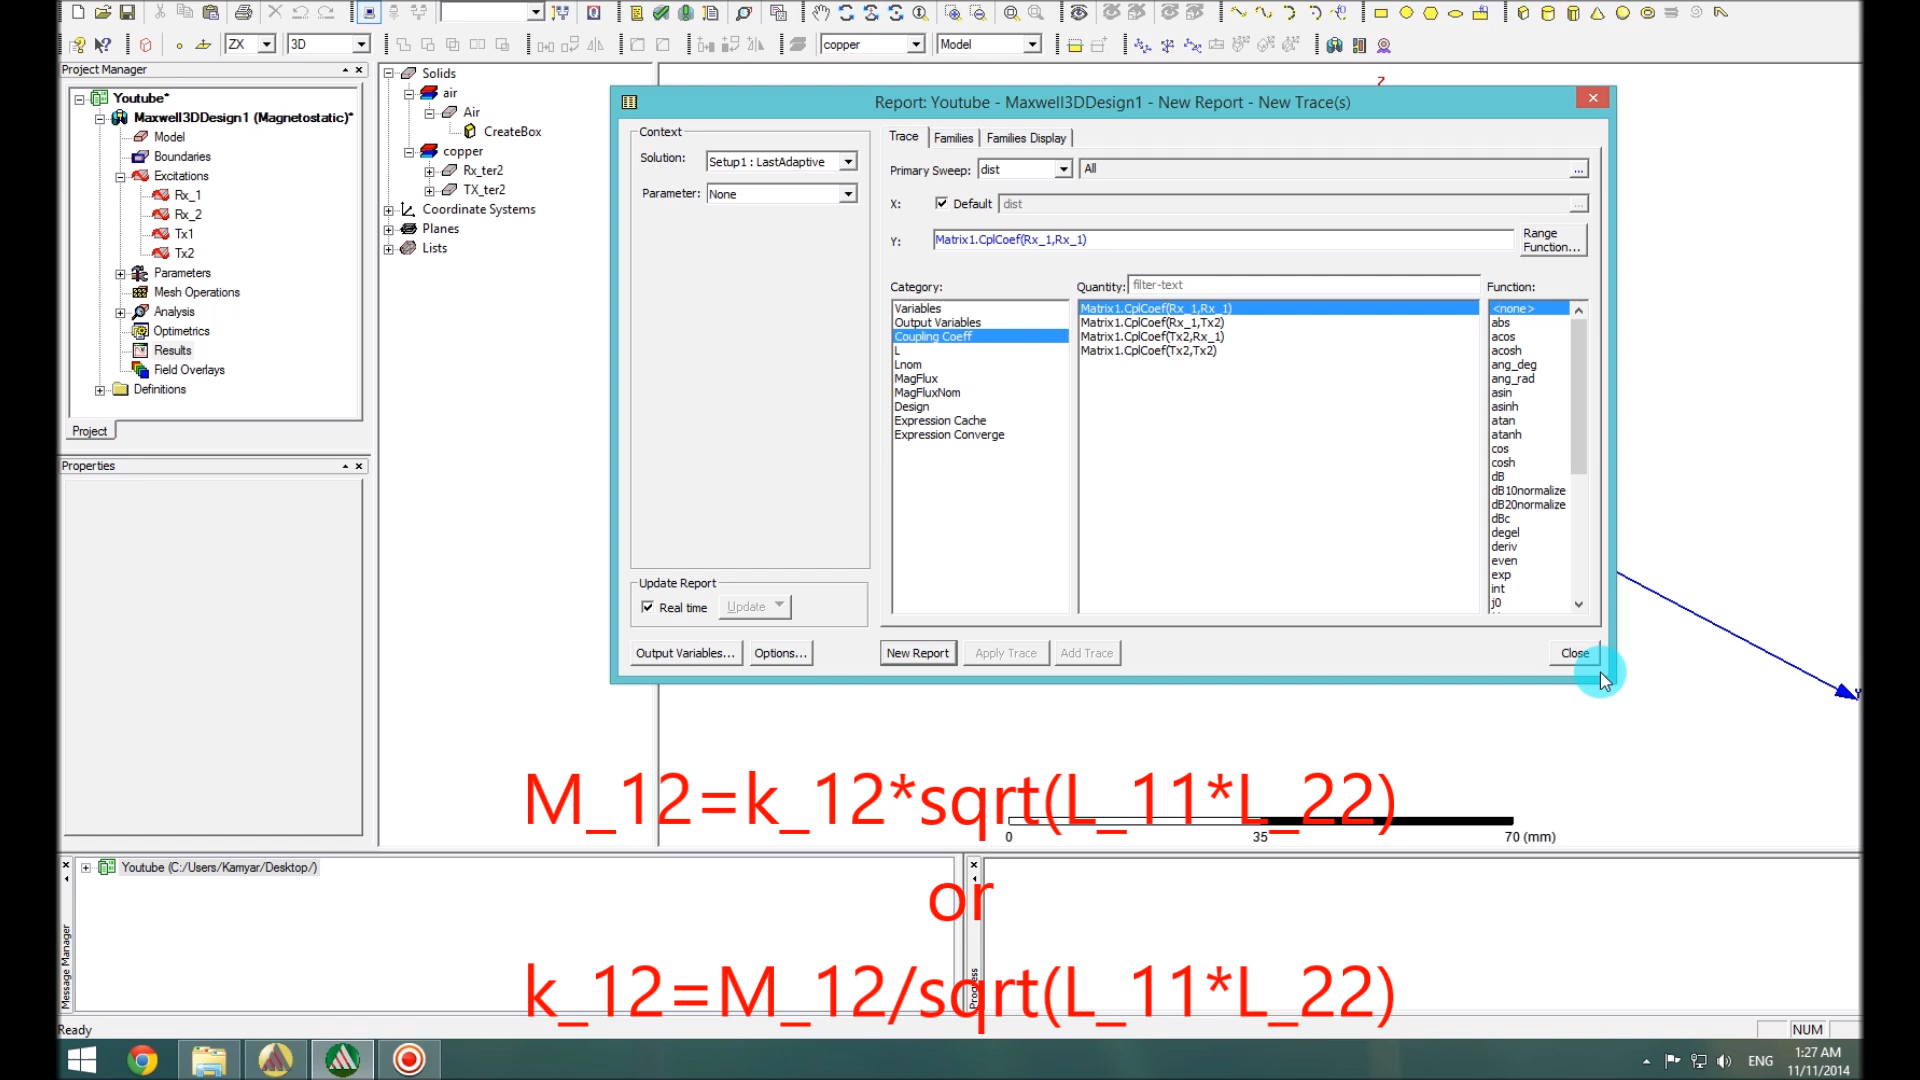 ZX
3D
copper
Model
Project Manager
Youtube*
Maxwell3DDesign1 (Magnetostatic)*
Model
Boundaries
Excitations
Rx_1
Rx_2
Tx1
Tx2
Parameters
Mesh Operations
Analysis
Optimetrics
Results
Field Overlays
Definitions
Project
Properties
Solids
air
Air
CreateBox
copper
Rx_ter2
TX_ter2
Coordinate Systems
Planes
Lists
Z
Report: Youtube - Maxwell3DDesign1 - New Report - New Trace(s)
Context
Solution: Setup1 : LastAdaptive
Parameter: None
Update Report
Real time Update
Output Variables... Options...
Trace Families Families Display
Primary Sweep: dist All ...
X: Default dist ...
Y: Matrix1.CplCoef(Rx_1,Rx_1)
Range Function...
Category:
Variables
Output Variables
Coupling Coeff
L
Lnom
MagFlux
MagFluxNom
Design
Expression Cache
Expression Converge
Quantity: filter-text
Matrix1.CplCoef(Rx_1,Rx_1)
Matrix1.CplCoef(Rx_1,Tx2)
Matrix1.CplCoef(Tx2,Rx_1)
Matrix1.CplCoef(Tx2,Tx2)
Function:
<none>
abs
acos
acosh
ang_deg
ang_rad
asin
asinh
atan
atanh
cos
cosh
dB
dB10normalize
dB20normalize
dBc
degel
deriv
even
exp
int
j0
New Report Apply Trace Add Trace Close
M_12=k_12*sqrt(L_11*L_22)
0 35 70 (mm)
or
k_12=M_12/sqrt(L_11*L_22)
Youtube (C:/Users/Kamyar/Desktop/)
Message Manager
Progress
Ready
NUM
ENG
1:27 AM
11/11/2014